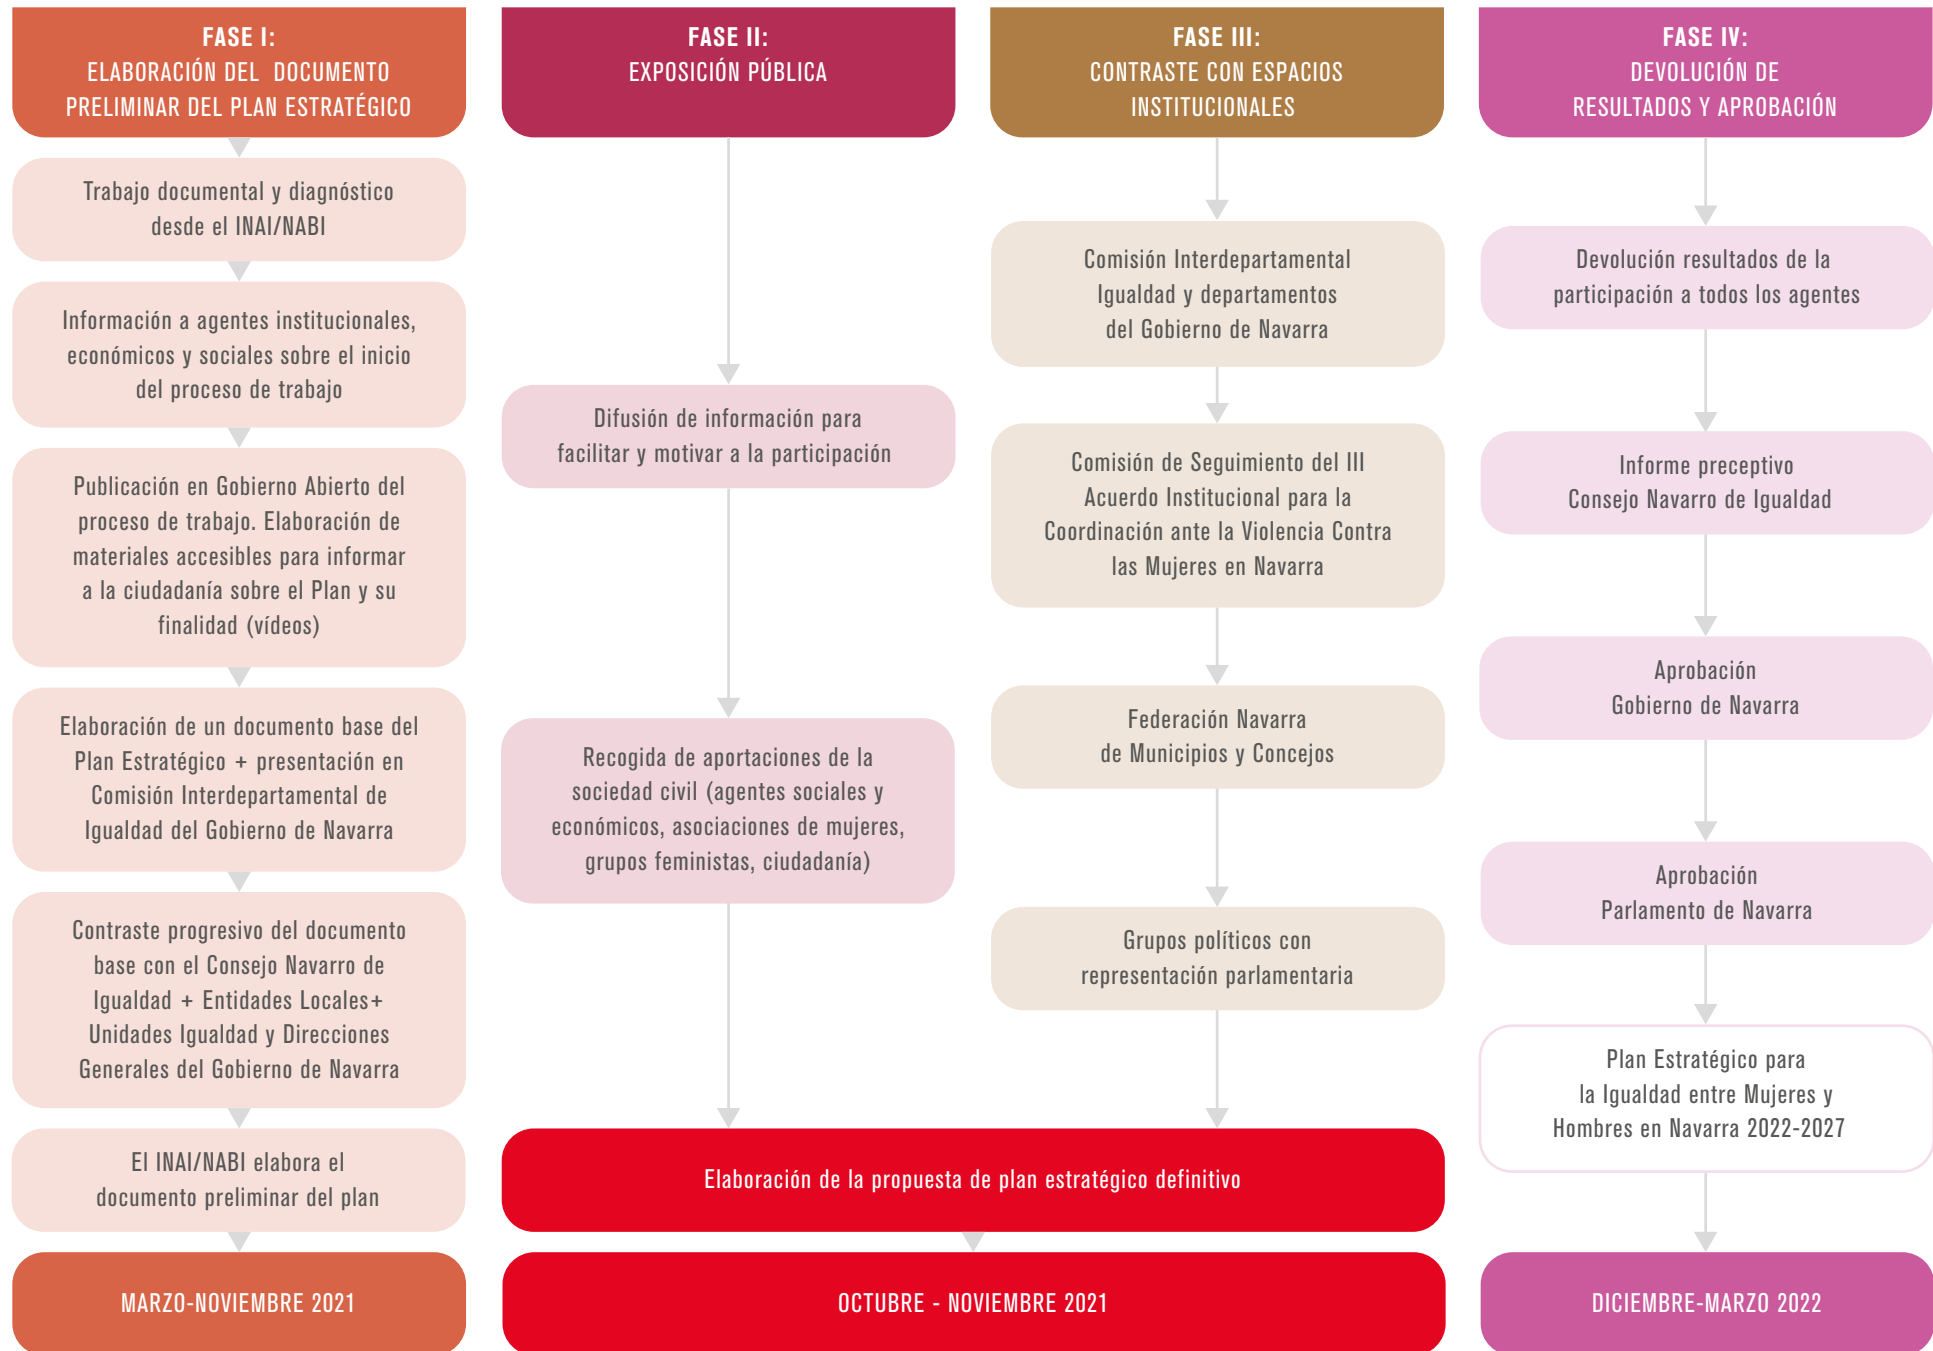 FASE I:
ELABORACIÓN DEL DOCUMENTO
PRELIMINAR DEL PLAN ESTRATÉGICO
Trabajo documental y diagnóstico
desde el INAI/NABI
Información a agentes institucionales,
económicos y sociales sobre el inicio
del proceso de trabajo
Publicación en Gobierno Abierto del
proceso de trabajo. Elaboración de
materiales accesibles para informar
a la ciudadanía sobre el Plan y su
finalidad (vídeos)
Elaboración de un documento base del
Plan Estratégico + presentación en
Comisión Interdepartamental de
Igualdad del Gobierno de Navarra
Contraste progresivo del documento
base con el Consejo Navarro de
Igualdad + Entidades Locales+
Unidades Igualdad y Direcciones
Generales del Gobierno de Navarra
El INAI/NABI elabora el
documento preliminar del plan
MARZO-NOVIEMBRE 2021
FASE II:
EXPOSICIÓN PÚBLICA
Difusión de información para
facilitar y motivar a la participación
Recogida de aportaciones de la
sociedad civil (agentes sociales y
económicos, asociaciones de mujeres,
grupos feministas, ciudadanía)
FASE III:
CONTRASTE CON ESPACIOS
INSTITUCIONALES
Comisión Interdepartamental
Igualdad y departamentos
del Gobierno de Navarra
Comisión de Seguimiento del III
Acuerdo Institucional para la
Coordinación ante la Violencia Contra
las Mujeres en Navarra
Federación Navarra
de Municipios y Concejos
Grupos políticos con
representación parlamentaria
Elaboración de la propuesta de plan estratégico definitivo
OCTUBRE - NOVIEMBRE 2021
FASE IV:
DEVOLUCIÓN DE
RESULTADOS Y APROBACIÓN
Devolución resultados de la
participación a todos los agentes
Informe preceptivo
Consejo Navarro de Igualdad
Aprobación
Gobierno de Navarra
Aprobación
Parlamento de Navarra
Plan Estratégico para
la Igualdad entre Mujeres y
Hombres en Navarra 2022-2027
DICIEMBRE-MARZO 2022